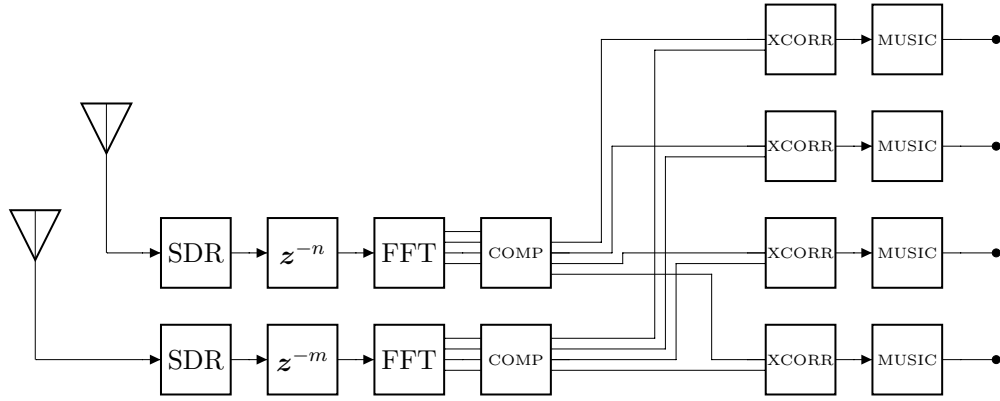 XCORR MUSIC
XCORR MUSIC
SDR z⁻ⁿ FFT COMP XCORR MUSIC
SDR z⁻ᵐ FFT COMP XCORR MUSIC